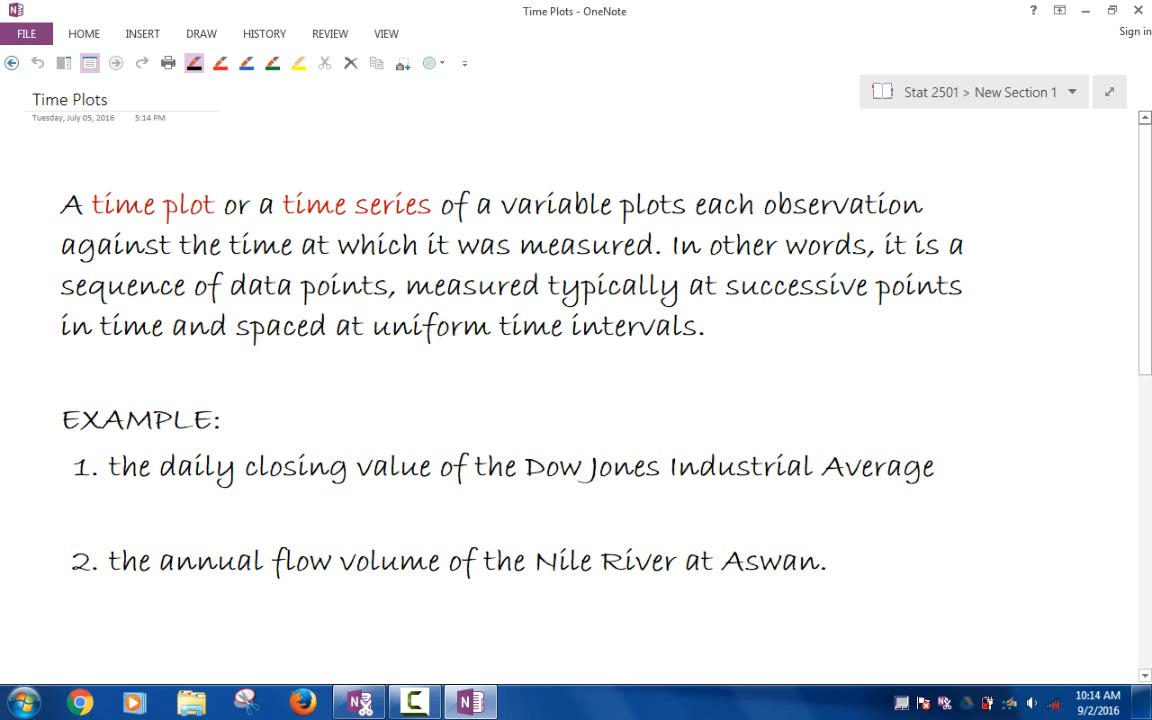 Time Plots - OneNote
Sign in
FILE HOME INSERT DRAW HISTORY REVIEW VIEW
Stat 2501 > New Section 1
Time Plots
Tuesday, July 05, 2016 5:14 PM
A time plot or a time series of a variable plots each observation
against the time at which it was measured. In other words, it is a
sequence of data points, measured typically at successive points
in time and spaced at uniform time intervals.
EXAMPLE:
1. the daily closing value of the Dow Jones Industrial Average
2. the annual flow volume of the Nile River at Aswan.
10:14 AM
9/2/2016